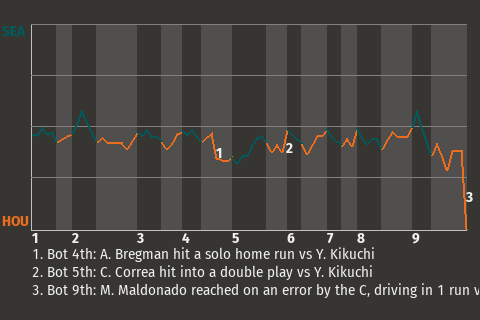 SEA
1
2
3
HOU
1 2 3 4 5 6 7 8 9
1. Bot 4th: A. Bregman hit a solo home run vs Y. Kikuchi
2. Bot 5th: C. Correa hit into a double play vs Y. Kikuchi
3. Bot 9th: M. Maldonado reached on an error by the C, driving in 1 run v